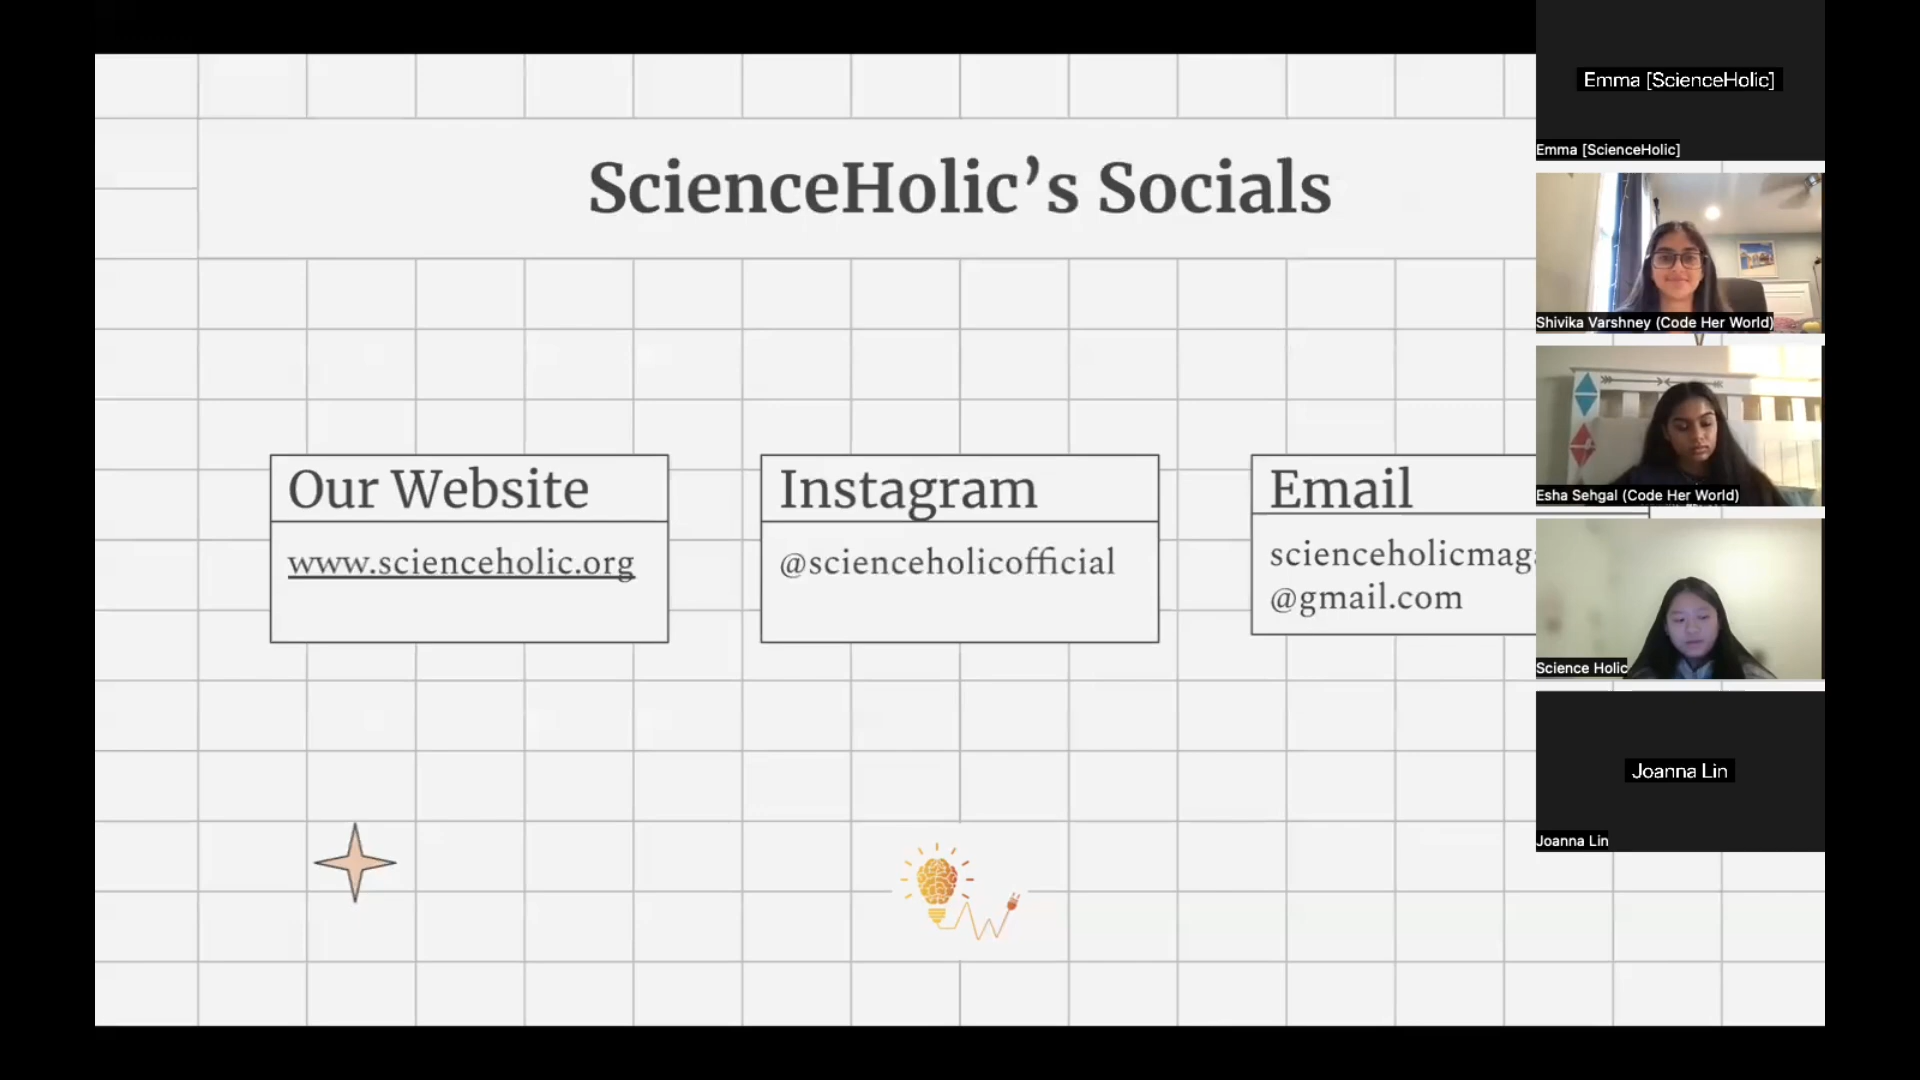 ScienceHolic’s Socials
Our Website
www.scienceholic.org
Instagram
@scienceholicofficial
Email
@gmail.com
Emma [ScienceHolic]
Emma [ScienceHolic]
Shivika Varshney (Code Her World)
Esha Sehgal (Code Her World)
Science Holic
Joanna Lin
Joanna Lin